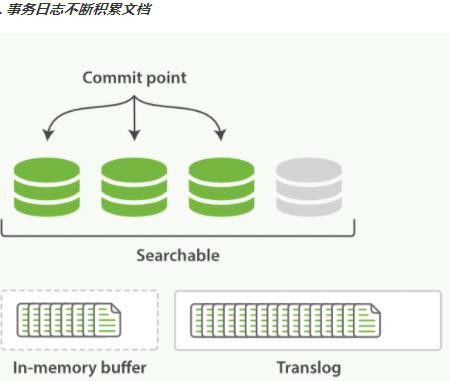 . 事务日志不断积累文档
Commit point
Searchable
In-memory buffer
Translog